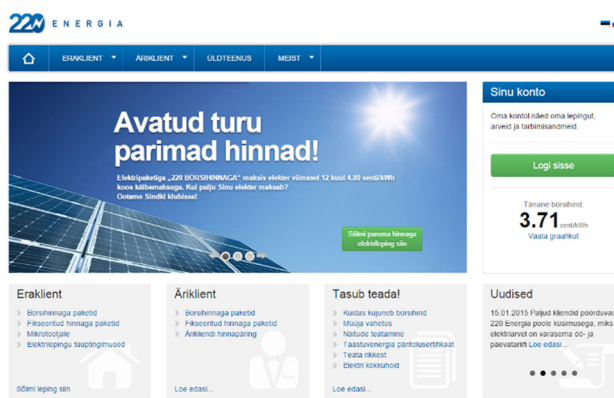 220 ENERGIA
ERAKLIENT
ÄRIKLIENT
ÜLDTEENUS
MEIST
Avatud turu
parimad hinnad!
Elektripaketiga „220 BÖRSIHINNAGA" maksis elekter viimasel 12 kuul 4.00 senti/kWh
koos käibemaksuga. Kui palju Sinu elekter maksab?
Ootame Sindki klubisse!
Sõlmi parema hinnaga
elektrileping siin
Sinu konto
Oma kontol näed oma lepingut,
arveid ja tarbimisandmeid.
Logi sisse
Tänane börsihind:
3.71 senti/kWh
Vaata graafikut
Eraklient
Börsihinnaga paketid
Fikseeritud hinnaga paketid
Mikrotootjale
Elektrilepingu tüüptingimused
Sõlmi leping siin
Äriklient
Börsihinnaga paketid
Fikseeritud hinnaga paketid
Ärikliendi hinnapäring
Loe edasi...
Tasub teada!
Kuidas kujuneb börsihind
Müüja vahetus
Näitude teatamine
Taastuvenergia päritolusertifikaat
Teata rikkest
Elektri kokkuhoid
Loe edasi...
Uudised
15.01.2015 Paljud kliendid pöörduvad
220 Energia poole küsimusega, miks
elektriarvel on varasema öö- ja
päevatariifi Loe edasi...